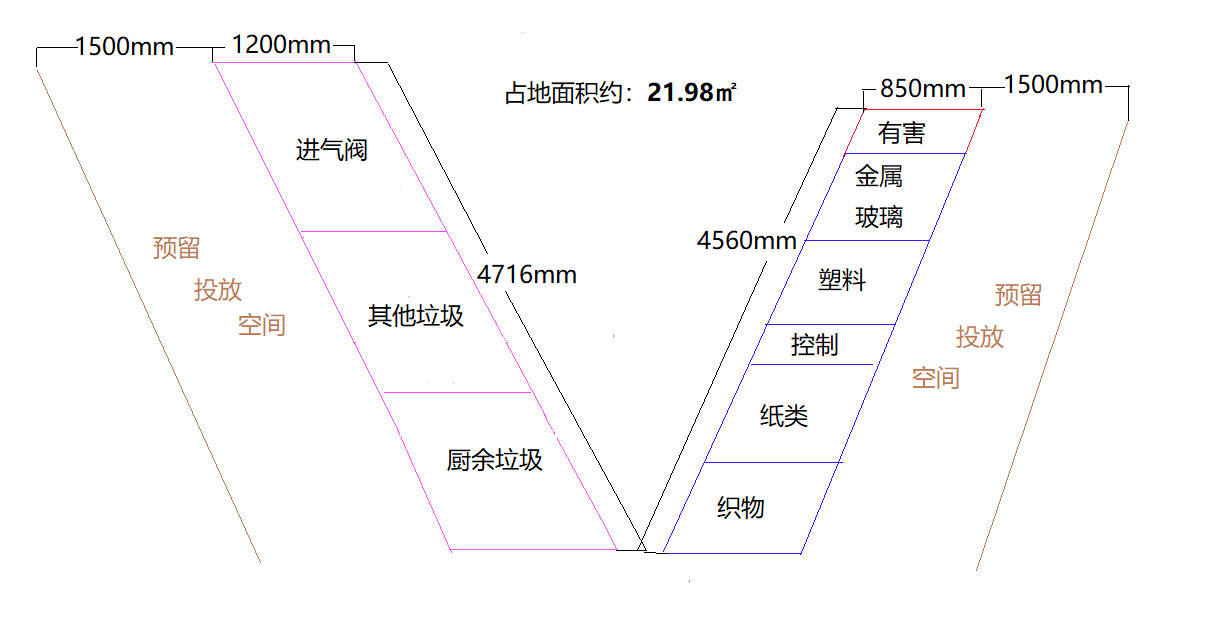 1500mm
1200mm
占地面积约：21.98㎡
850mm
1500mm
进气阀
有害
金属
玻璃
4560mm
预留
投放
空间
4716mm
其他垃圾
塑料
控制
预留
投放
空间
纸类
厨余垃圾
织物